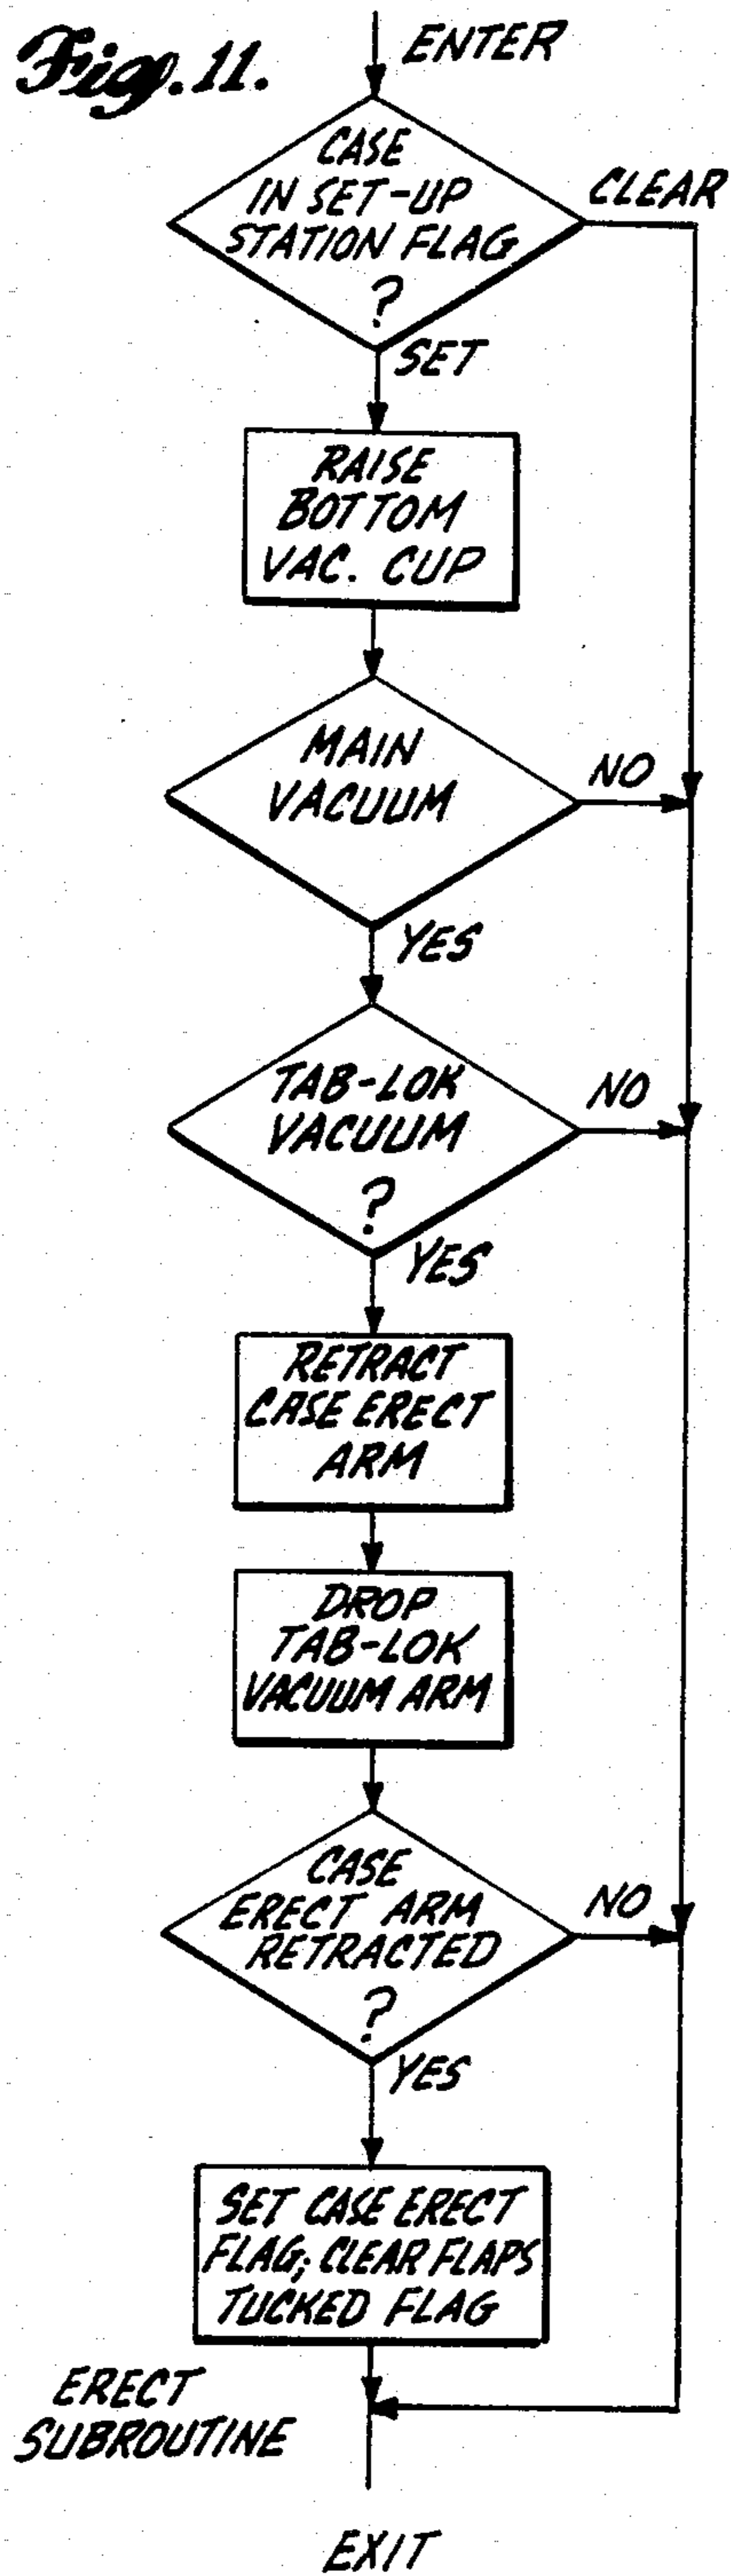 Fig. 11.
ENTER
CASE
IN SET-UP
STATION FLAG
?
CLEAR
SET
RAISE
BOTTOM
VAC. CUP
MAIN
VACUUM
NO
YES
TAB-LOK
VACUUM
?
NO
YES
RETRACT
CASE ERECT
ARM
DROP
TAB-LOK
VACUUM ARM
CASE
ERECT ARM
RETRACTED
?
NO
YES
SET CASE ERECT
FLAG; CLEAR FLAPS
TUCKED FLAG
ERECT
SUBROUTINE
EXIT